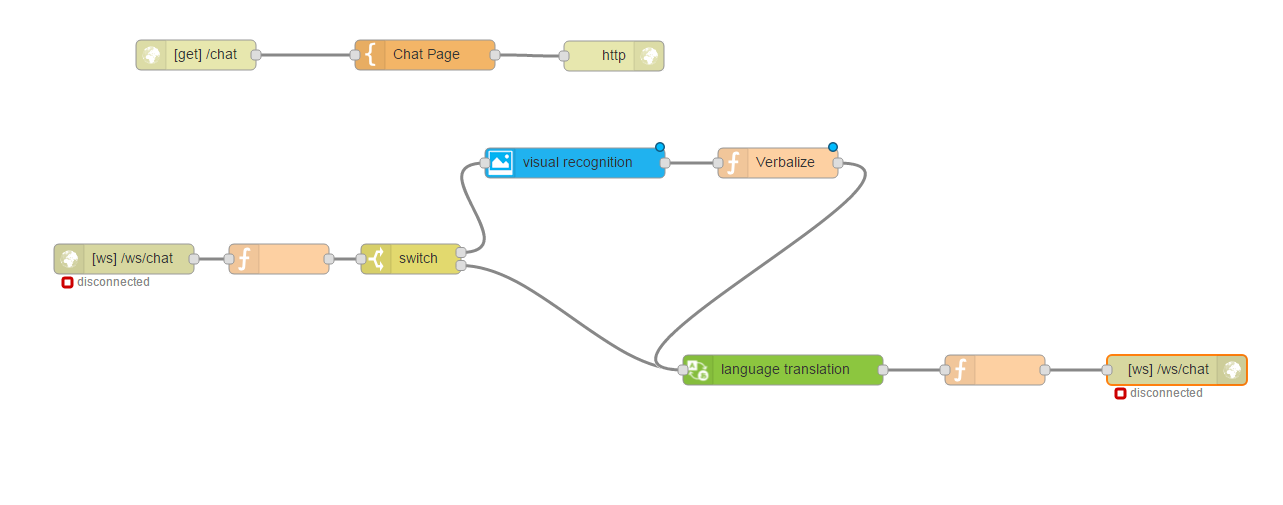 [get] /chat
Chat Page
http
visual recognition
Verbalize
[ws] /ws/chat
switch
disconnected
language translation
[ws] /ws/chat
disconnected